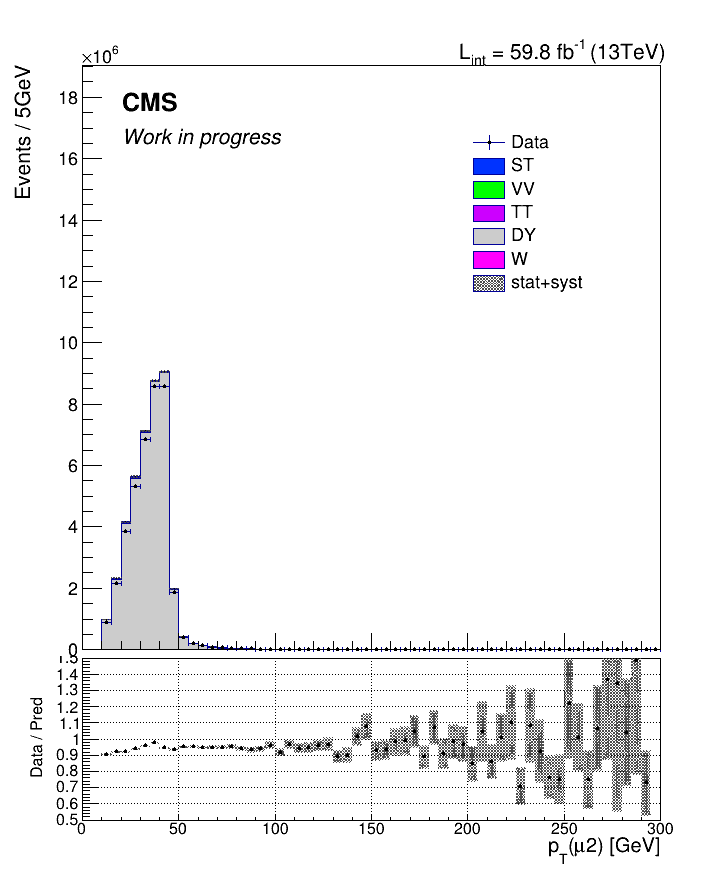 ×10⁶
L_int = 59.8 fb⁻¹ (13TeV)
Events / 5GeV
CMS
Work in progress
Data
ST
VV
TT
DY
W
stat+syst
18
16
14
12
10
8
6
4
2
0
Data / Pred
1.5
1.4
1.3
1.2
1.1
1
0.9
0.8
0.7
0.6
0.5
0 50 100 150 200 250 300
p_T(μ2) [GeV]